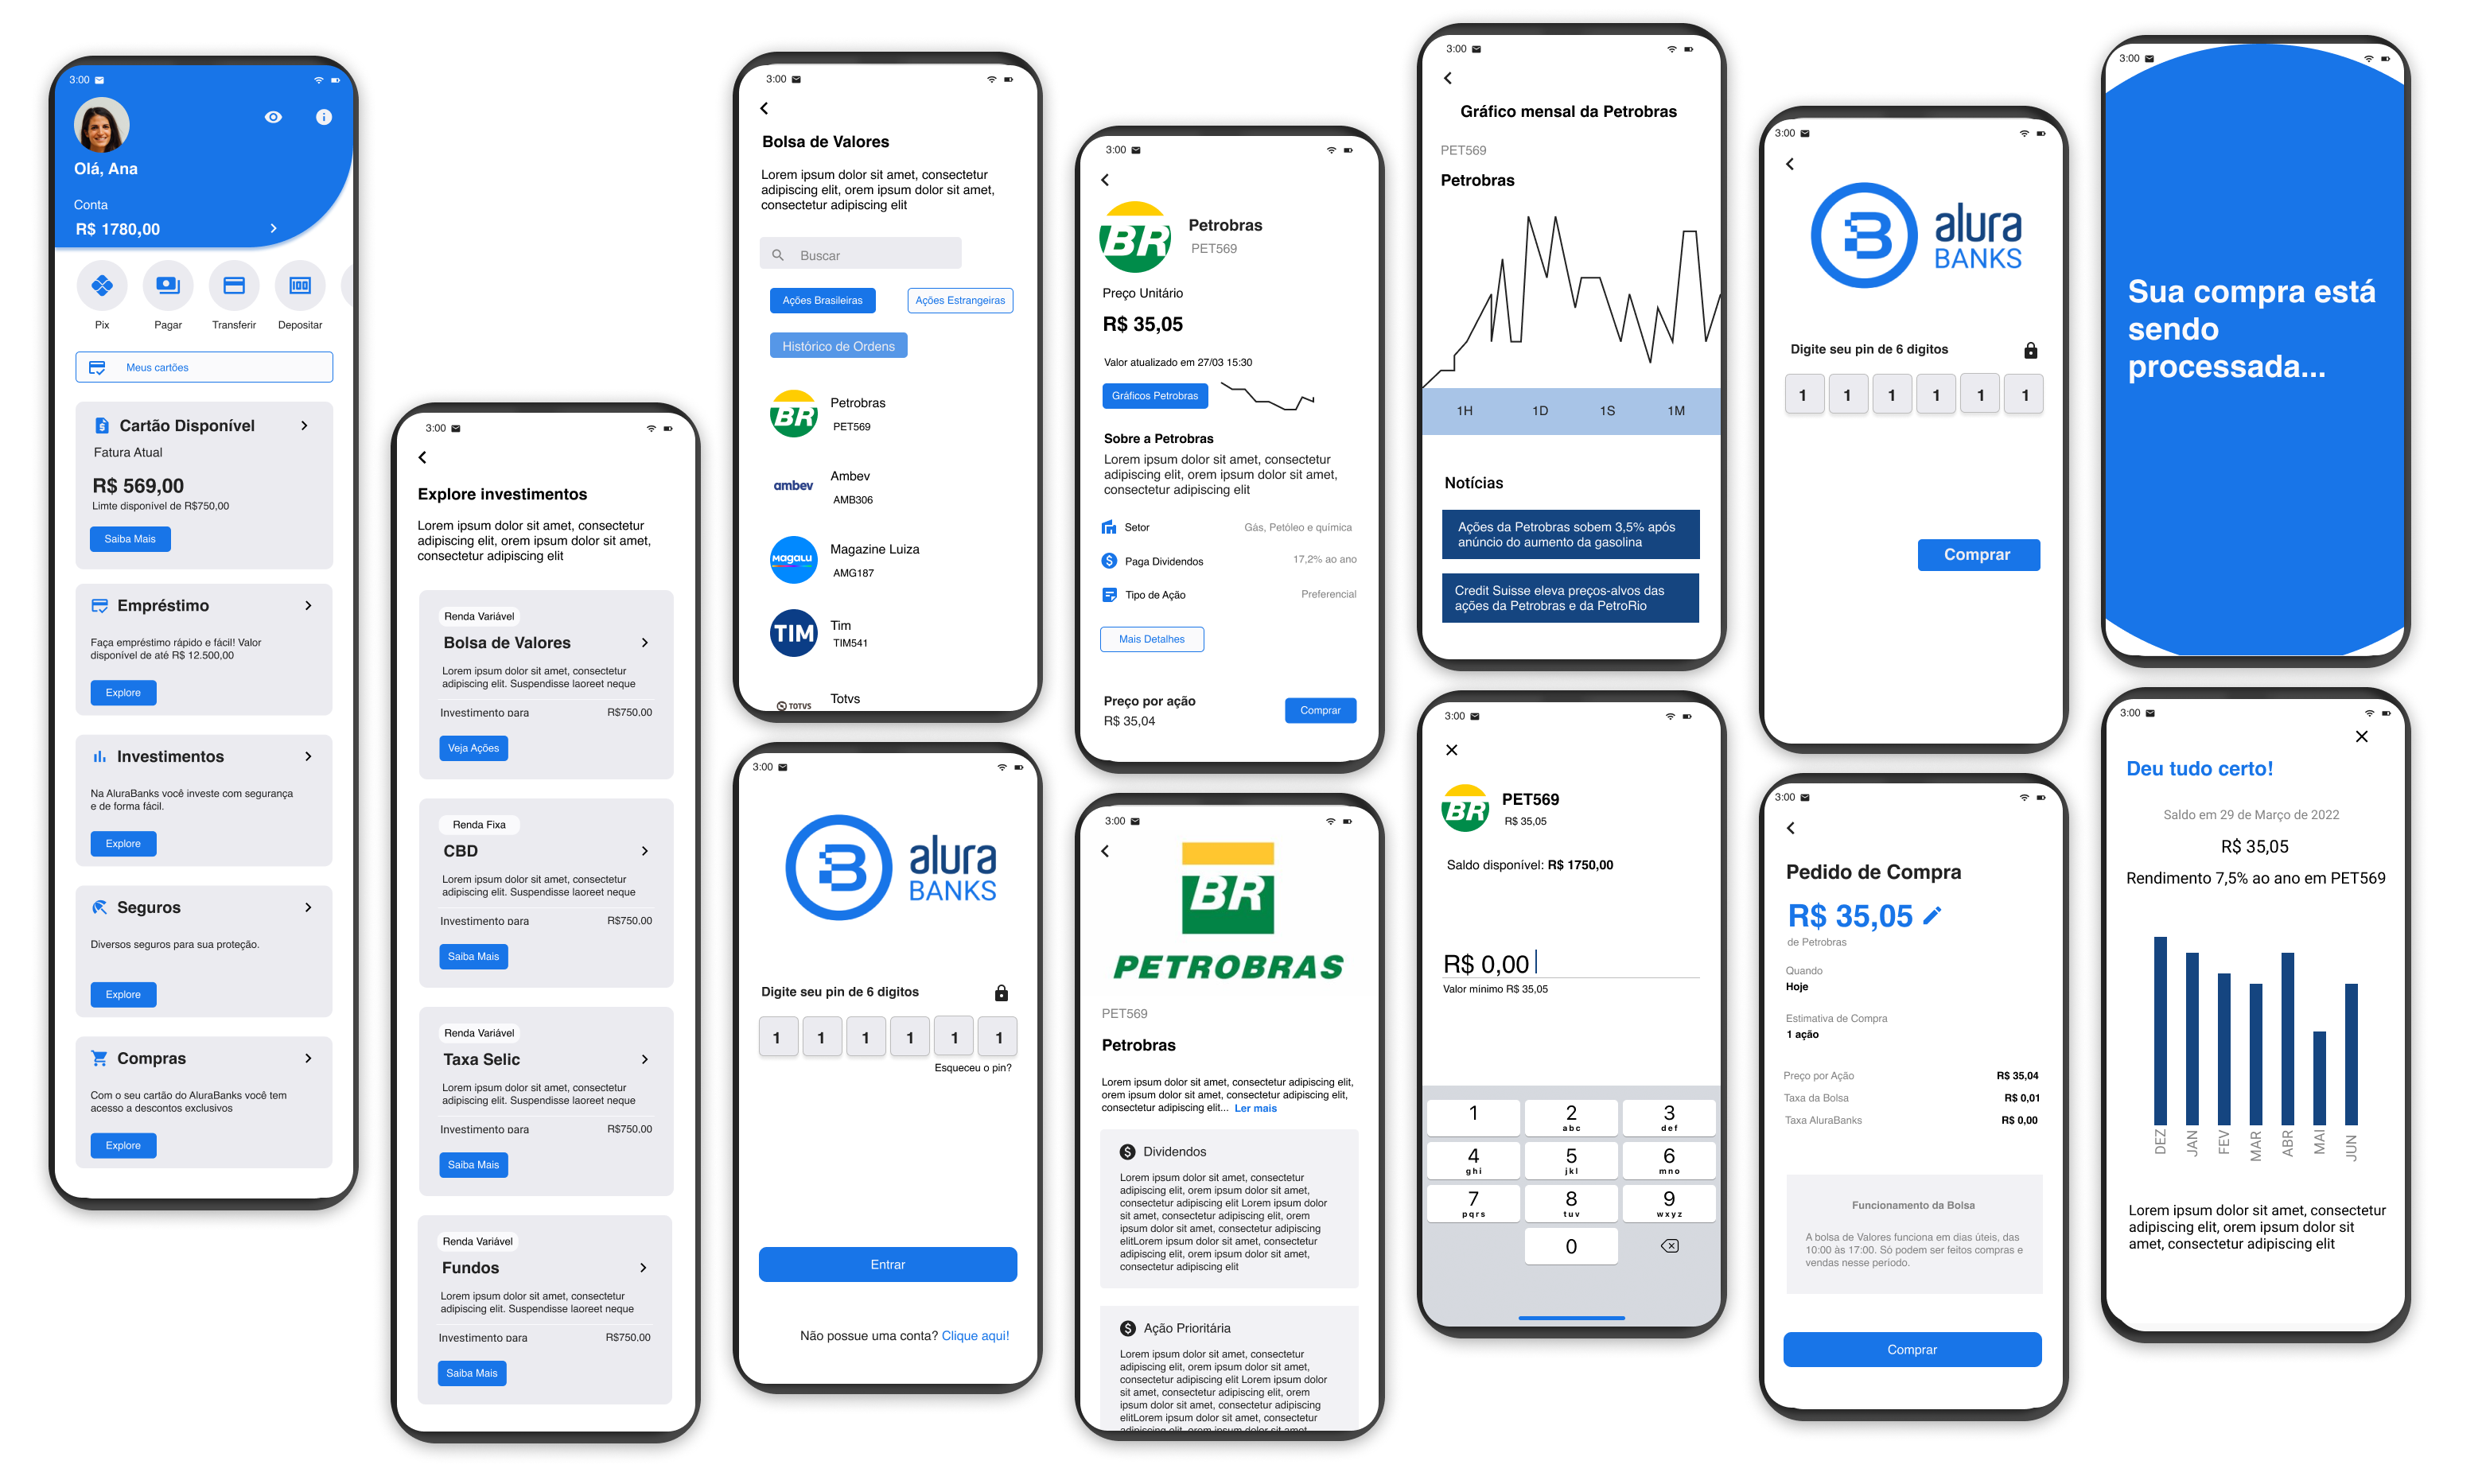 3:00
Olá, Ana
Conta
R$ 1780,00
Pix
Pagar
Transferir
Depositar
Meus cartões
Cartão Disponível
Fatura Atual
R$ 569,00
Limte disponível de R$750,00
Saiba Mais
Empréstimo
Faça empréstimo rápido e fácil! Valor
disponível de até R$ 12.500,00
Explore
Investimentos
Na AluraBanks você investe com segurança
e de forma fácil.
Explore
Seguros
Diversos seguros para sua proteção.
Explore
Compras
Com o seu cartão do AluraBanks você tem
acesso a descontos exclusivos
Explore
3:00
Explore investimentos
Lorem ipsum dolor sit amet, consectetur
adipiscing elit, orem ipsum dolor sit amet,
consectetur adipiscing elit
Renda Variável
Bolsa de Valores
Lorem ipsum dolor sit amet, consectetur
adipiscing elit. Suspendisse laoreet neque
Investimento para R$750,00
Veja Ações
Renda Fixa
CBD
Lorem ipsum dolor sit amet, consectetur
adipiscing elit. Suspendisse laoreet neque
Investimento para R$750,00
Saiba Mais
Renda Variável
Taxa Selic
Lorem ipsum dolor sit amet, consectetur
adipiscing elit. Suspendisse laoreet neque
Investimento para R$750,00
Saiba Mais
Renda Variável
Fundos
Lorem ipsum dolor sit amet, consectetur
adipiscing elit. Suspendisse laoreet neque
Investimento para R$750,00
Saiba Mais
3:00
Bolsa de Valores
Lorem ipsum dolor sit amet, consectetur
adipiscing elit, orem ipsum dolor sit amet,
consectetur adipiscing elit
Buscar
Ações Brasileiras
Ações Estrangeiras
Histórico de Ordens
BR
Petrobras
PET569
ambev
Ambev
AMB306
Magalu
Magazine Luiza
AMG187
TIM
Tim
TIM541
TOTVS
Totvs
3:00
B
alura
BANKS
Digite seu pin de 6 digitos
1 1 1 1 1 1
Esqueceu o pin?
Entrar
Não possue uma conta? Clique aqui!
3:00
BR
Petrobras
PET569
Preço Unitário
R$ 35,05
Valor atualizado em 27/03 15:30
Gráficos Petrobras
Sobre a Petrobras
Lorem ipsum dolor sit amet, consectetur
adipiscing elit, orem ipsum dolor sit amet,
consectetur adipiscing elit
Setor Gás, Petóleo e química
Paga Dividendos 17,2% ao ano
Tipo de Ação Preferencial
Mais Detalhes
Preço por ação
R$ 35,04
Comprar
3:00
BR
PETROBRAS
PET569
Petrobras
Lorem ipsum dolor sit amet, consectetur adipiscing elit,
orem ipsum dolor sit amet, consectetur adipiscing elit,
consectetur adipiscing elit... Ler mais
Dividendos
Lorem ipsum dolor sit amet, consectetur
adipiscing elit, orem ipsum dolor sit amet,
consectetur adipiscing elit Lorem ipsum dolor
sit amet, consectetur adipiscing elit, orem
ipsum dolor sit amet, consectetur adipiscing
elitLorem ipsum dolor sit amet, consectetur
adipiscing elit, orem ipsum dolor sit amet,
consectetur adipiscing elit
Ação Prioritária
Lorem ipsum dolor sit amet, consectetur
adipiscing elit, orem ipsum dolor sit amet,
consectetur adipiscing elit Lorem ipsum dolor
sit amet, consectetur adipiscing elit, orem
ipsum dolor sit amet, consectetur adipiscing
elitLorem ipsum dolor sit amet, consectetur
adipiscing elit, orem ipsum dolor sit amet
3:00
Gráfico mensal da Petrobras
PET569
Petrobras
1H 1D 1S 1M
Notícias
Ações da Petrobras sobem 3,5% após
anúncio do aumento da gasolina
Credit Suisse eleva preços-alvos das
ações da Petrobras e da PetroRio
3:00
BR
PET569
R$ 35,05
Saldo disponível: R$ 1750,00
R$ 0,00
Valor mínimo R$ 35,05
1 2 3
abc def
4 5 6
ghi jkl mno
7 8 9
pqrs tuv wxyz
0
3:00
B
alura
BANKS
Digite seu pin de 6 digitos
1 1 1 1 1 1
Comprar
3:00
Pedido de Compra
R$ 35,05
de Petrobras
Quando
Hoje
Estimativa de Compra
1 ação
Preço por Ação R$ 35,04
Taxa da Bolsa R$ 0,01
Taxa AluraBanks R$ 0,00
Funcionamento da Bolsa
A bolsa de Valores funciona em dias úteis, das
10:00 às 17:00. Só podem ser feitos compras e
vendas nesse período.
Comprar
3:00
Sua compra está
sendo
processada...
3:00
Deu tudo certo!
Saldo em 29 de Março de 2022
R$ 35,05
Rendimento 7,5% ao ano em PET569
DEZ JAN FEV MAR ABR MAI JUN
Lorem ipsum dolor sit amet, consectetur
adipiscing elit, orem ipsum dolor sit
amet, consectetur adipiscing elit